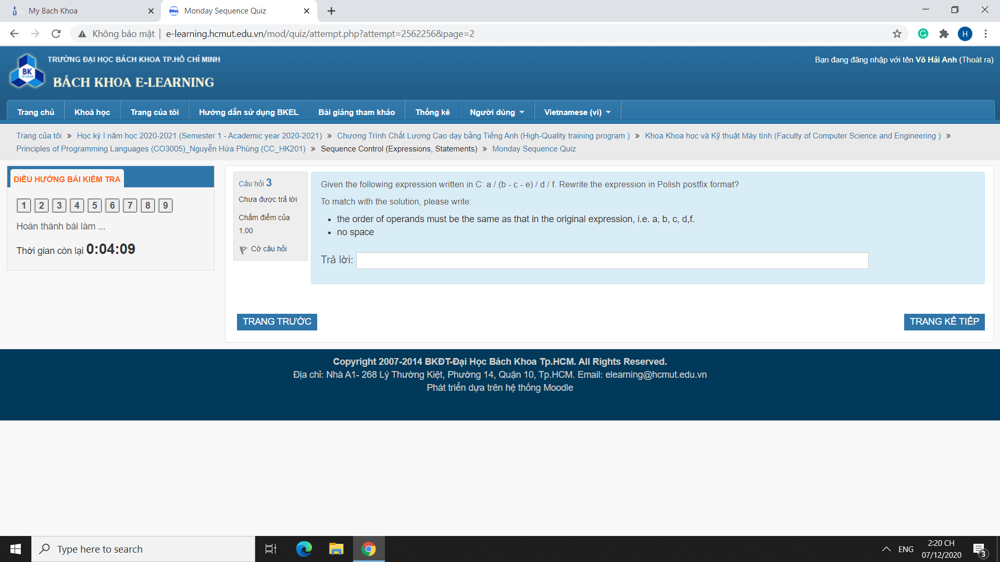 My Bach Khoa
Monday Sequence Quiz
Không bảo mật
e-learning.hcmut.edu.vn/mod/quiz/attempt.php?attempt=2562256&page=2
H
TRƯỜNG ĐẠI HỌC BÁCH KHOA TP.HỒ CHÍ MINH
BK
TP.HCM
BÁCH KHOA E-LEARNING
Bạn đang đăng nhập với tên Võ Hải Anh (Thoát ra)
Trang chủ
Khoá học
Trang của tôi
Hướng dẫn sử dụng BKEL
Bài giảng tham khảo
Thống kê
Người dùng
Vietnamese (vi)
Trang của tôi » Học kỳ I năm học 2020-2021 (Semester 1 - Academic year 2020-2021) » Chương Trình Chất Lượng Cao dạy bằng Tiếng Anh (High-Quality training program ) » Khoa Khoa học và Kỹ thuật Máy tính (Faculty of Computer Science and Engineering ) »
Principles of Programming Languages (CO3005)_Nguyễn Hứa Phùng (CC_HK201) » Sequence Control (Expressions, Statements) » Monday Sequence Quiz
ĐIỀU HƯỚNG BÀI KIỂM TRA
1 2 3 4 5 6 7 8 9
Hoàn thành bài làm ...
Thời gian còn lại 0:04:09
Câu hỏi 3
Chưa được trả lời
Chấm điểm của
1,00
Cờ câu hỏi
Given the following expression written in C: a / (b - c - e) / d / f. Rewrite the expression in Polish postfix format?
To match with the solution, please write:
• the order of operands must be the same as that in the original expression, i.e. a, b, c, d,f.
• no space
Trả lời:
TRANG TRƯỚC
TRANG KẾ TIẾP
Copyright 2007-2014 BKĐT-Đại Học Bách Khoa Tp.HCM. All Rights Reserved.
Địa chỉ: Nhà A1- 268 Lý Thường Kiệt, Phường 14, Quận 10, Tp.HCM. Email: elearning@hcmut.edu.vn
Phát triển dựa trên hệ thống Moodle
Type here to search
ENG
2:20 CH
07/12/2020
3